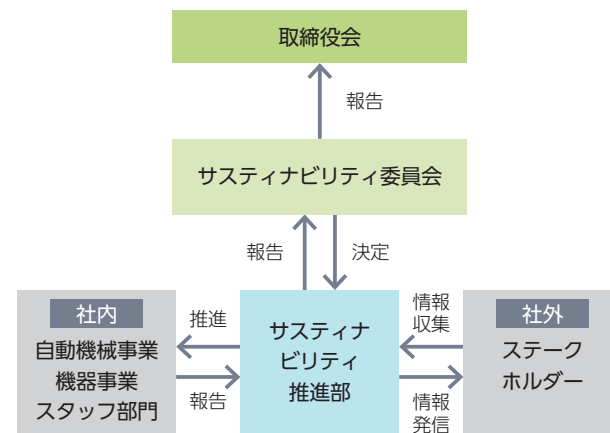 取締役会
報告
サスティナビリティ委員会
報告
決定
社内
自動機械事業
機器事業
スタッフ部門
推進
報告
サスティナ
ビリティ
推進部
情報
収集
情報
発信
社外
ステーク
ホルダー